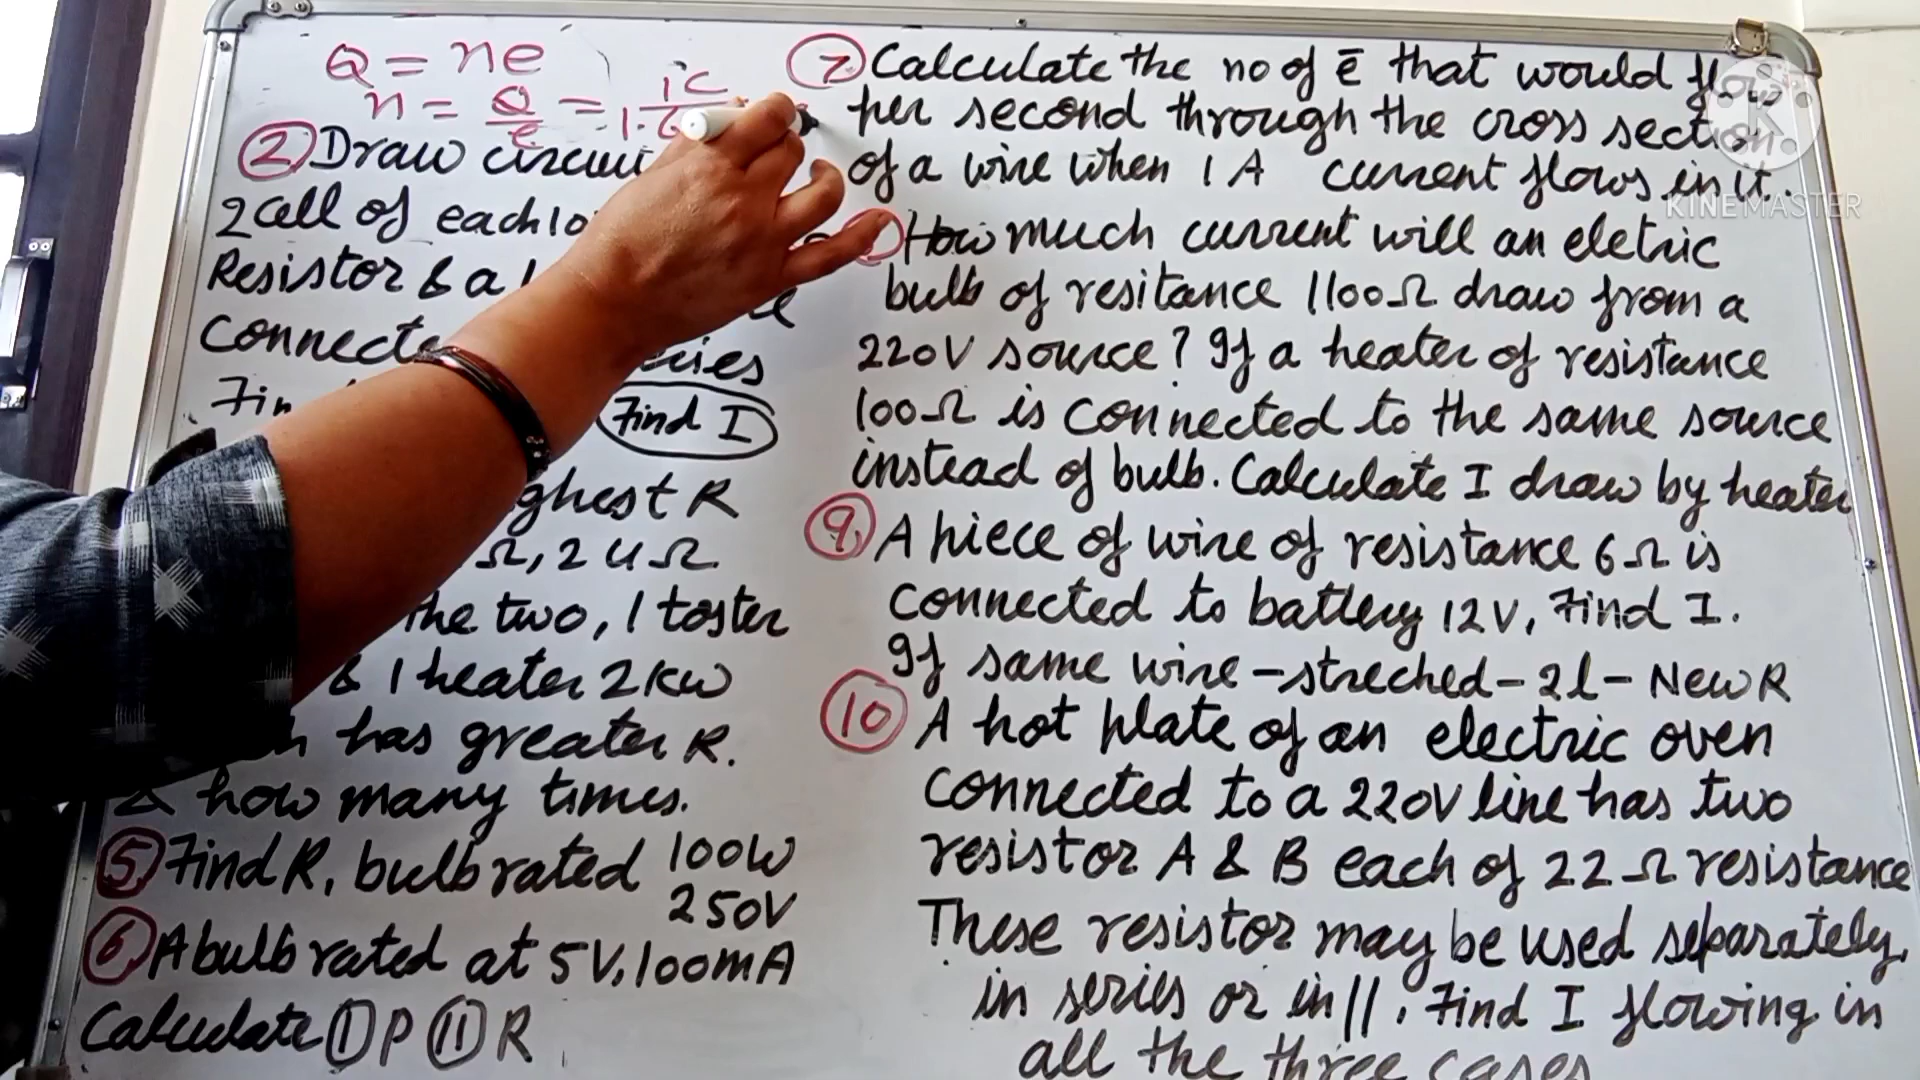 Q = ne
n = Q/e = 1C/1.6
② Draw circuit
2 cell of each
Resistor & a
Connecte
Find I
ghest R
Ω, 24Ω
the two, 1 toster
& 1 heater 2kw
has greater R.
& how many times.
⑤ Find R, bulb rated 100W
250V
⑥ A bulb rated at 5V, 100mA
Calculate Ⓘ P ⑪ R
⑦ Calculate the no of ē that would flow
per second through the cross section
of a wire when 1 A current flows in it.
How much current will an eletric
bulb of resitance 1100Ω draw from a
220V source? If a heater of resistance
100Ω is connected to the same source
instead of bulb. Calculate I draw by heater
⑨ A piece of wire of resistance 6Ω is
connected to battery 12V, Find I.
If same wire - streched - 2l - New R
⑩ A hot plate of an electric oven
connected to a 220V line has two
resistor A & B each of 22Ω resistance
These resistor may be used separately,
in series or in ||. Find I flowing in
all the three cases
KINEMASTER